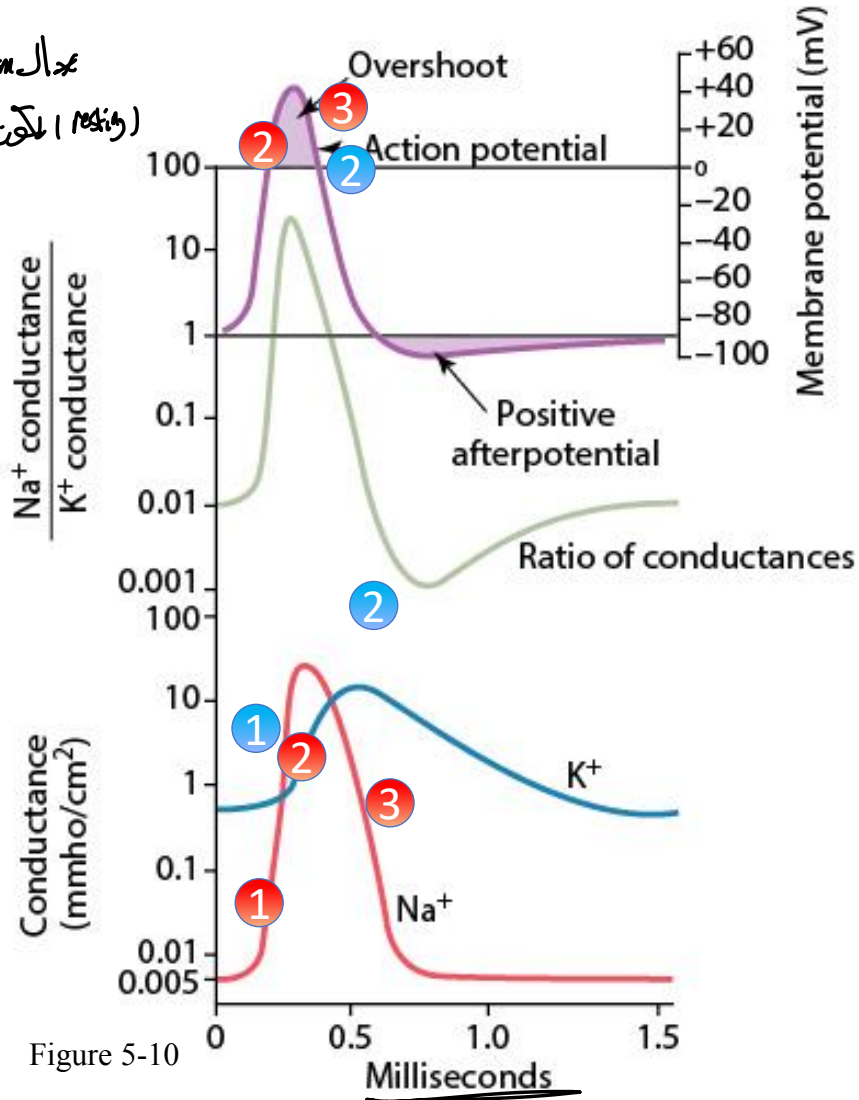 (resting)
Overshoot
Action potential
+60
+40
+20
0
−20
−40
−60
−80
−100
Membrane potential (mV)
100
10
1
0.1
0.01
0.001
Na⁺ conductance
K⁺ conductance
2
3
2
Positive
afterpotential
Ratio of conductances
2
100
10
1
0.1
0.01
0.005
Conductance
(mmho/cm²)
1
2
3
1
K⁺
Na⁺
0
0.5
1.0
1.5
Milliseconds
Figure 5-10